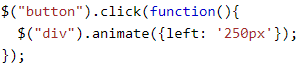 $("button").click(function(){
  $("div").animate({left: '250px'});
});